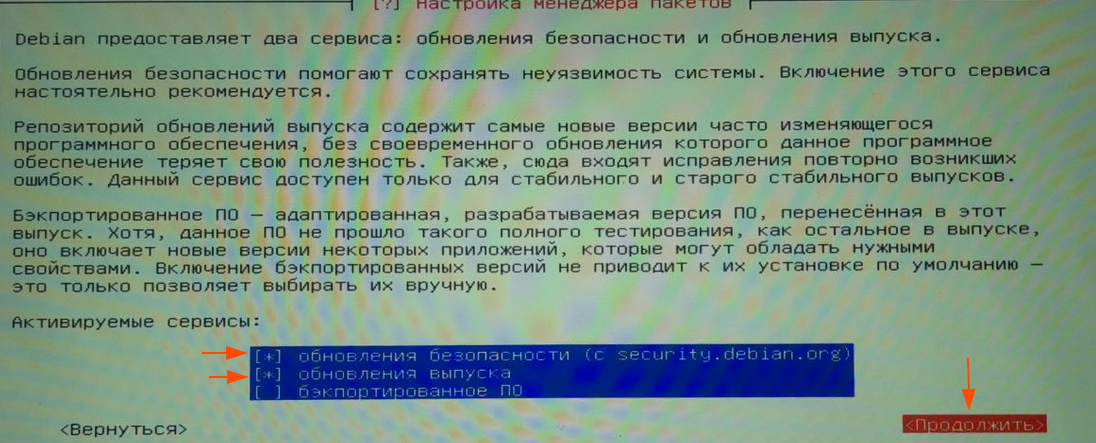 [?] Настройка менеджера пакетов
Debian предоставляет два сервиса: обновления безопасности и обновления выпуска.
Обновления безопасности помогают сохранять неуязвимость системы. Включение этого сервиса
настоятельно рекомендуется.
Репозиторий обновлений выпуска содержит самые новые версии часто изменяющегося
программного обеспечения, без своевременного обновления которого данное программное
обеспечение теряет свою полезность. Также, сюда входят исправления повторно возникших
ошибок. Данный сервис доступен только для стабильного и старого стабильного выпусков.
Бэкпортированное ПО – адаптированная, разрабатываемая версия ПО, перенесённая в этот
выпуск. Хотя, данное ПО не прошло такого полного тестирования, как остальное в выпуске,
оно включает новые версии некоторых приложений, которые могут обладать нужными
свойствами. Включение бэкпортированных версий не приводит к их установке по умолчанию –
это только позволяет выбирать их вручную.
Активируемые сервисы:
[*] обновления безопасности (с security.debian.org)
[*] обновления выпуска
[ ] бэкпортированное ПО
<Вернуться> <Продолжить>